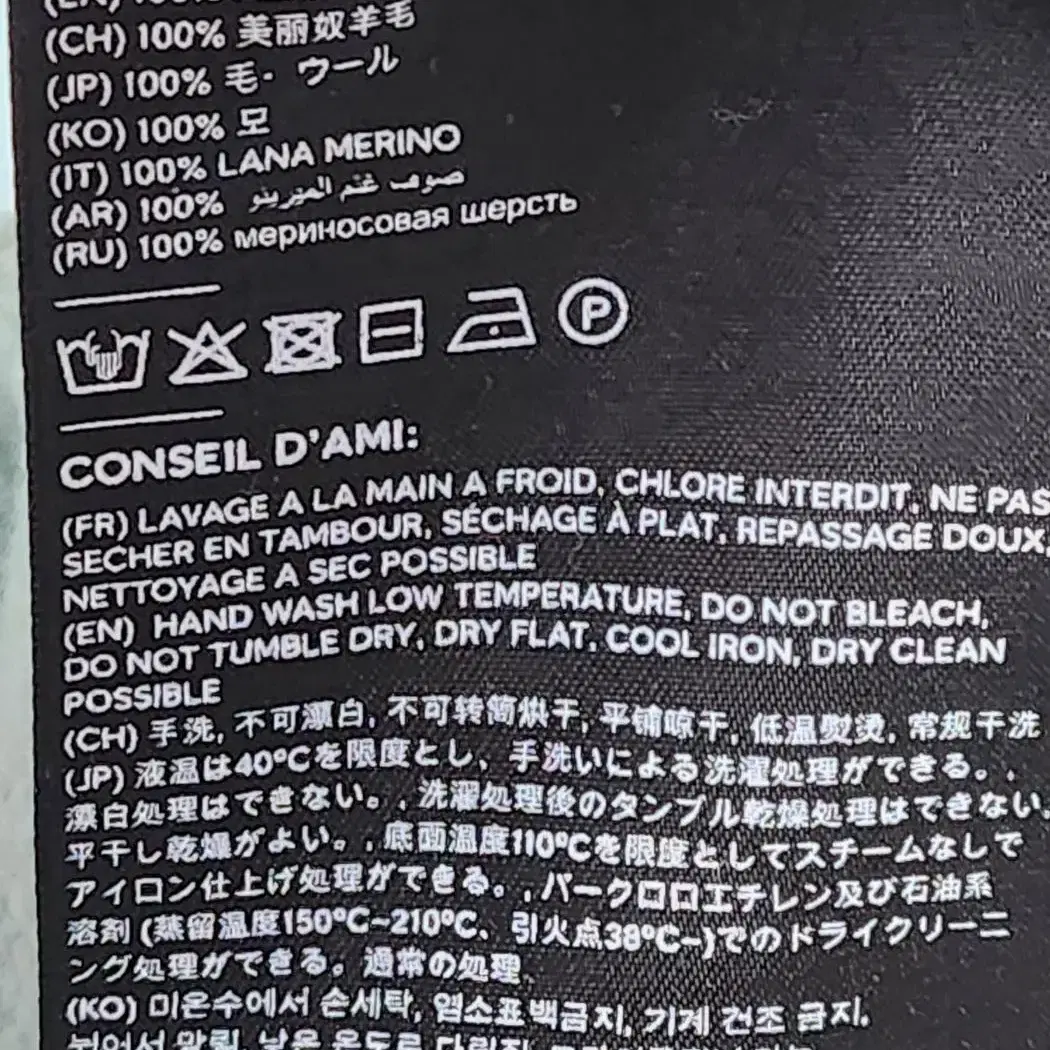 (CH) 100% 美丽奴羊毛
(JP) 100% 毛・ウール
(KO) 100% 모
(IT) 100% LANA MERINO
(AR) 100% صوف غنم الميرينو
(RU) 100% мериносовая шерсть
P
CONSEIL D'AMI:
(FR) LAVAGE A LA MAIN A FROID, CHLORE INTERDIT, NE PAS
SECHER EN TAMBOUR, SÉCHAGE À PLAT, REPASSAGE DOUX,
NETTOYAGE A SEC POSSIBLE
(EN) HAND WASH LOW TEMPERATURE, DO NOT BLEACH,
DO NOT TUMBLE DRY, DRY FLAT, COOL IRON, DRY CLEAN
POSSIBLE
(CH) 手洗, 不可漂白, 不可转筒烘干, 平铺晾干, 低温熨烫, 常规干洗
(JP) 液温は40ºCを限度とし、手洗いによる洗濯処理ができる。.
漂白処理はできない。, 洗濯処理後のタンブル乾燥処理はできない.
平干し乾燥がよい。, 底面温度110ºCを限度としてスチームなしで
アイロン仕上げ処理ができる。, パークロロエチレン及び石油系
溶剤 (蒸留温度150ºC~210ºC、引火点38ºC~)でのドライクリーニ
ング処理ができる。通常の処理
(KO) 미온수에서 손세탁, 염소표백금지, 기계 건조 금지,